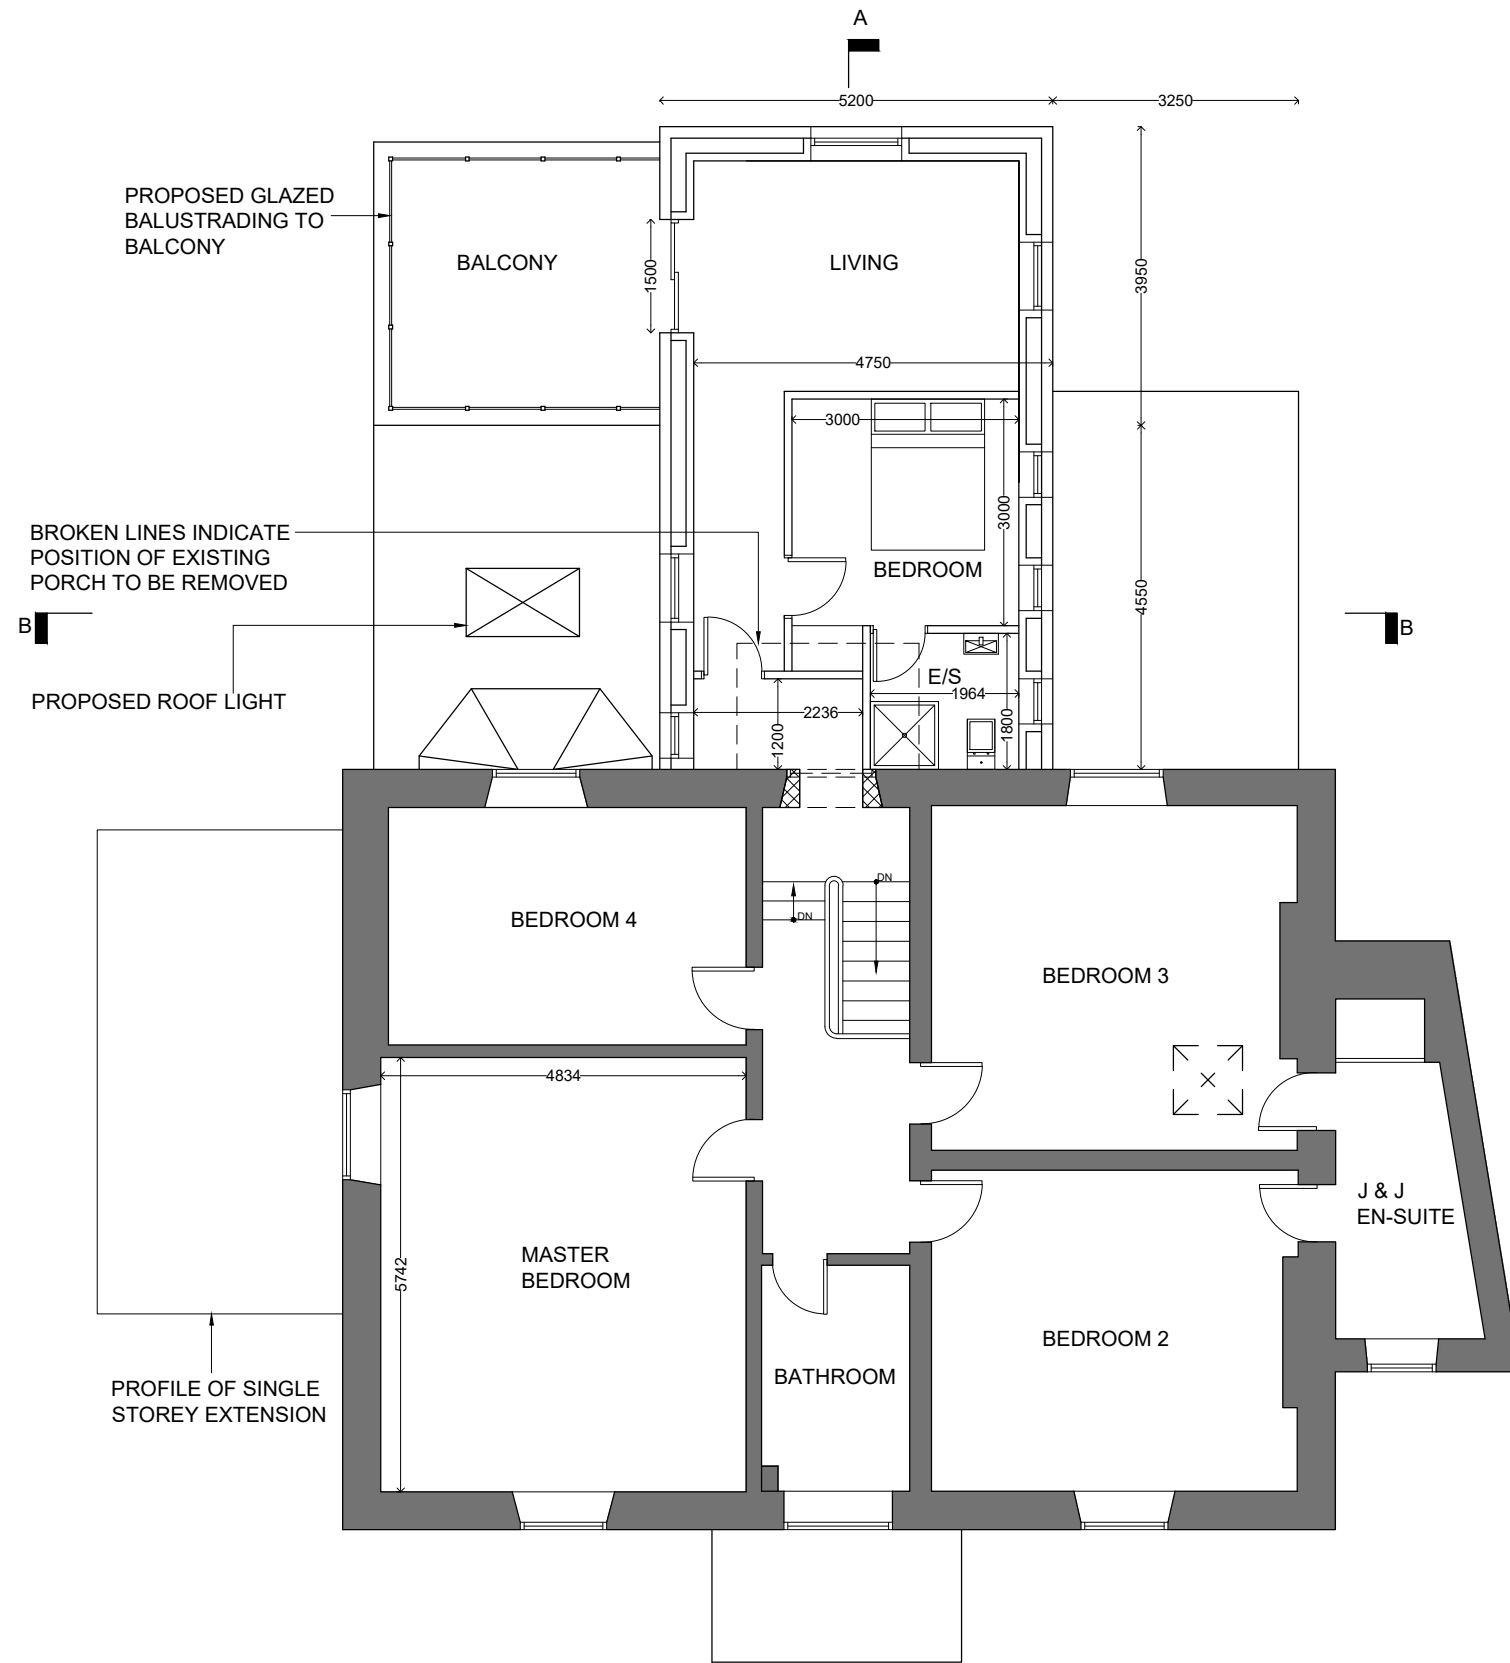 A
5200
3250
PROPOSED GLAZED
BALUSTRADING TO
BALCONY
BALCONY
1500
LIVING
3950
4750
3000
3000
BROKEN LINES INDICATE
POSITION OF EXISTING
PORCH TO BE REMOVED
BEDROOM
4550
B
B
E/S
1964
PROPOSED ROOF LIGHT
2236
1200
1800
DN
DN
BEDROOM 4
BEDROOM 3
4834
J & J
EN-SUITE
MASTER
BEDROOM
5742
BEDROOM 2
BATHROOM
PROFILE OF SINGLE
STOREY EXTENSION